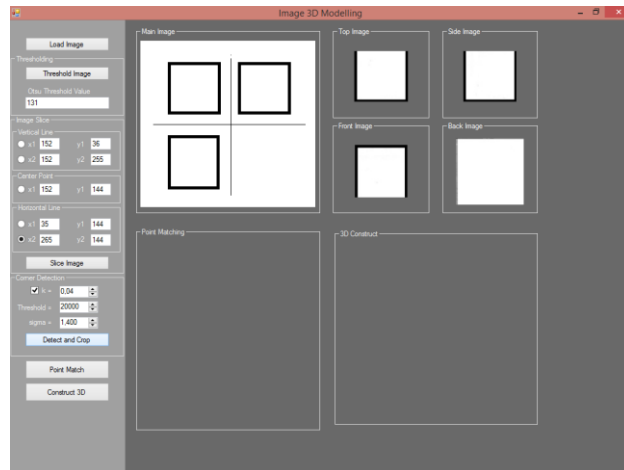 Image 3D Modelling
Load Image
Thresholding
Threshold Image
Otsu Threshold Value
131
Image Slice
Vertical Line
x1 152 y1 36
x2 152 y2 255
Center Point
x1 152 y1 144
Horizontal Line
x1 35 y1 144
x2 265 y2 144
Slice Image
Corner Detection
k = 0,04
Threshold = 20000
sigma = 1,400
Detect and Crop
Point Match
Construct 3D
Main Image
Top Image
Side Image
Front Image
Back Image
Point Matching
3D Construct